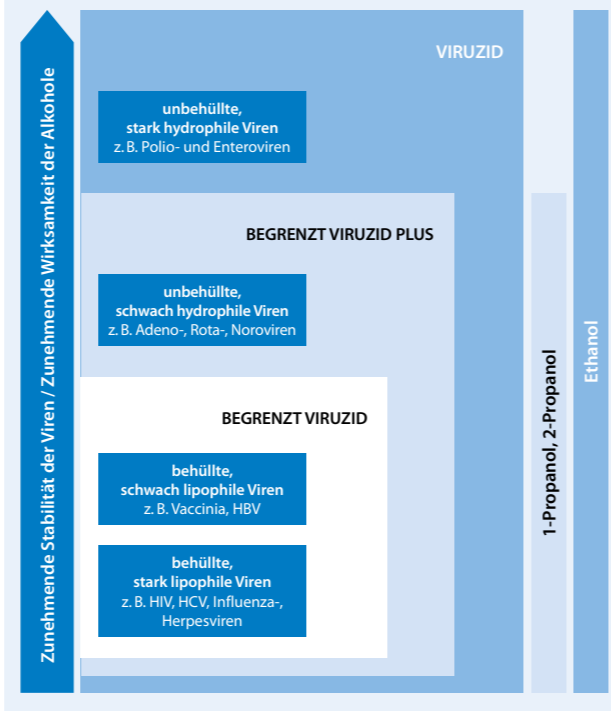 Zunehmende Stabilität der Viren / Zunehmende Wirksamkeit der Alkohole
VIRUZID
unbehüllte,
stark hydrophile Viren
z. B. Polio- und Enteroviren
BEGRENZT VIRUZID PLUS
unbehüllte,
schwach hydrophile Viren
z. B. Adeno-, Rota-, Noroviren
BEGRENZT VIRUZID
behüllte,
schwach lipophile Viren
z. B. Vaccinia, HBV
behüllte,
stark lipophile Viren
z. B. HIV, HCV, Influenza-,
Herpesviren
1-Propanol, 2-Propanol
Ethanol